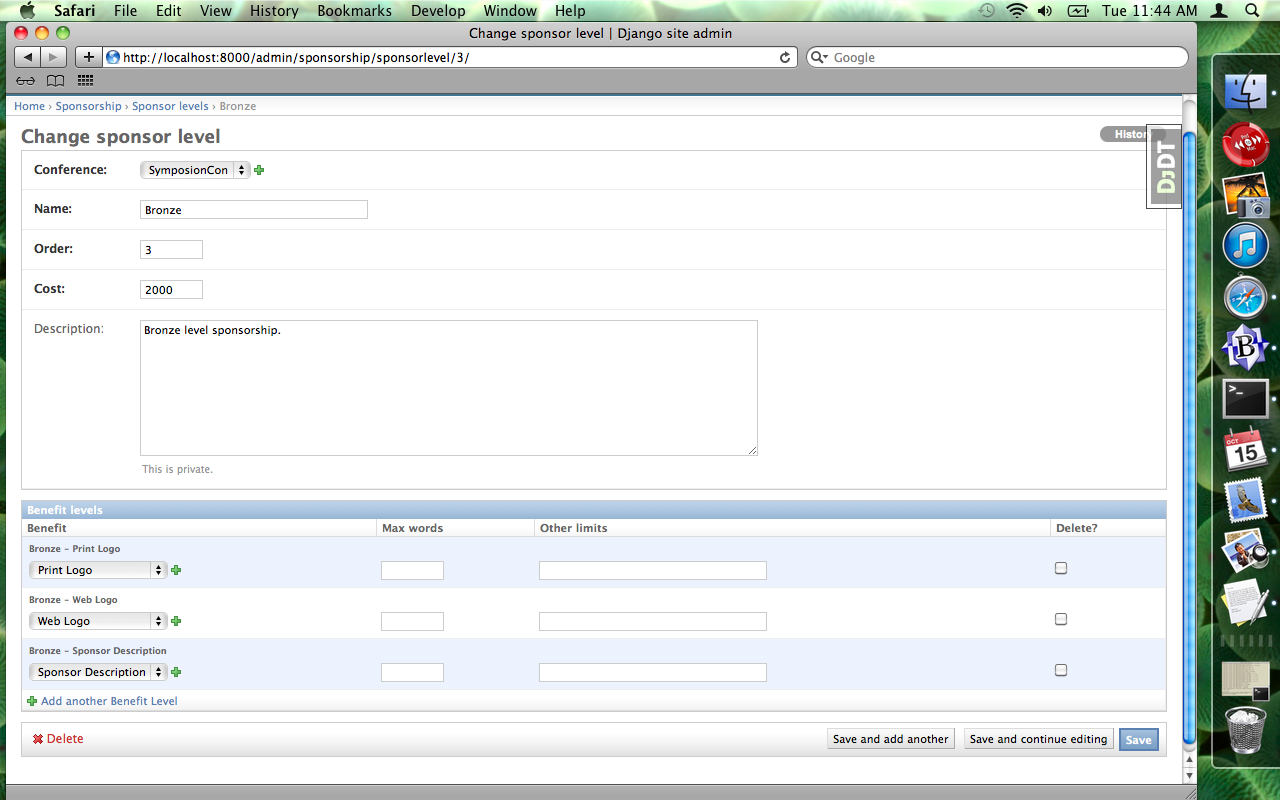 Safari File Edit View History Bookmarks Develop Window Help Tue 11:44 AM
Change sponsor level | Django site admin
http://localhost:8000/admin/sponsorship/sponsorlevel/3/ Google
Home › Sponsorship › Sponsor levels › Bronze
Change sponsor level History
DJDT
Conference: SymposionCon
Name: Bronze
Order: 3
Cost: 2000
Description: Bronze level sponsorship.
This is private.
Benefit levels
Benefit Max words Other limits Delete?
Bronze – Print Logo
Print Logo
Bronze – Web Logo
Web Logo
Bronze – Sponsor Description
Sponsor Description
Add another Benefit Level
Delete Save and add another Save and continue editing Save
B
>_
OCT
15